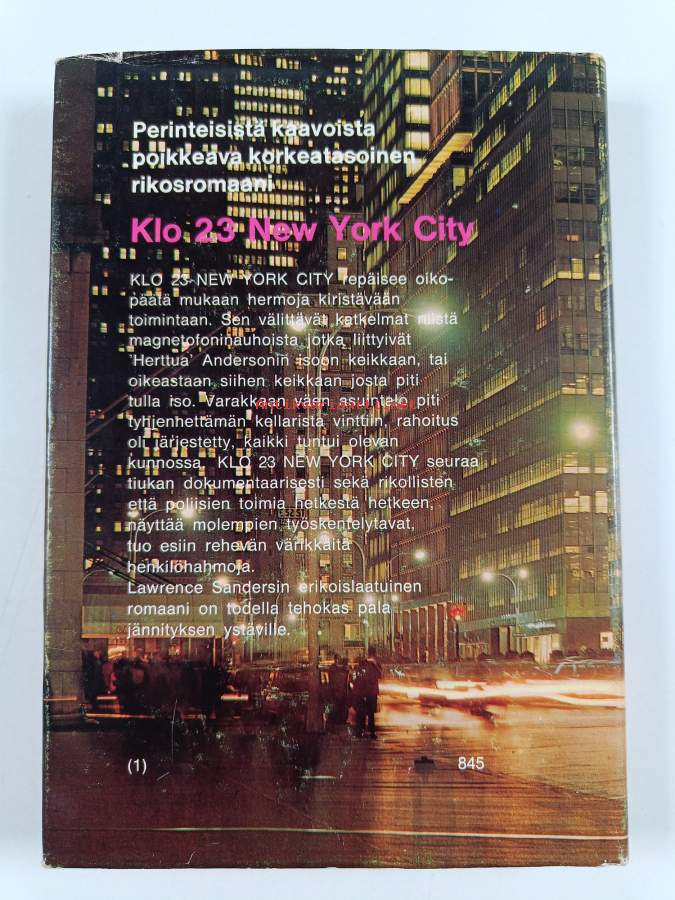 Perinteisistä kaavoista
poikkeava korkeatasoinen
rikosromaani
Klo 23 New York City
KLO 23 NEW YORK CITY repäisee oiko-
päätä mukaan hermoja kiristävään
toimintaan. Sen välittävät katkelmat niistä
magnetofoninauhoista jotka liittyivät
'Herttua' Andersonin isoon keikkaan, tai
oikeastaan siihen keikkaan josta piti
tulla iso. Varakkaan väen asuntelo piti
tyhjennettämän kellarista vinttiin, rahoitus
oli järjestetty, kaikki tuntui olevan
kunnossa. KLO 23 NEW YORK CITY seuraa
tiukan dokumentaarisesti sekä rikollisten
että poliisien toimia hetkestä hetkeen,
näyttää molempien työskentelytavat,
tuo esiin rehevän värikkäitä
henkilöhahmoja.
Lawrence Sandersin erikoislaatuinen
romaani on todella tehokas pala
jännityksen ystäville.
(1) 845